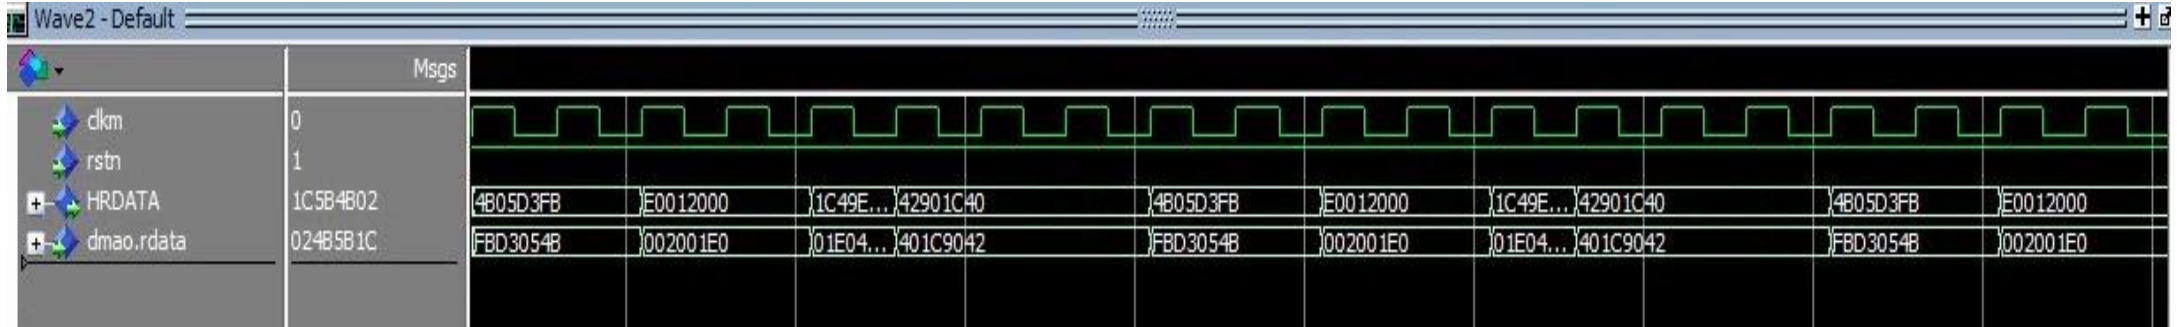 Wave2 - Default
Msgs
clkm 0
rstn 1
HRDATA 1C5B4B02 4B05D3FB E0012000 1C49E... 42901C40 4B05D3FB E0012000 1C49E... 42901C40 4B05D3FB E0012000
dmao.rdata 024B5B1C FBD3054B 002001E0 01E04... 401C9042 FBD3054B 002001E0 01E04... 401C9042 FBD3054B 002001E0